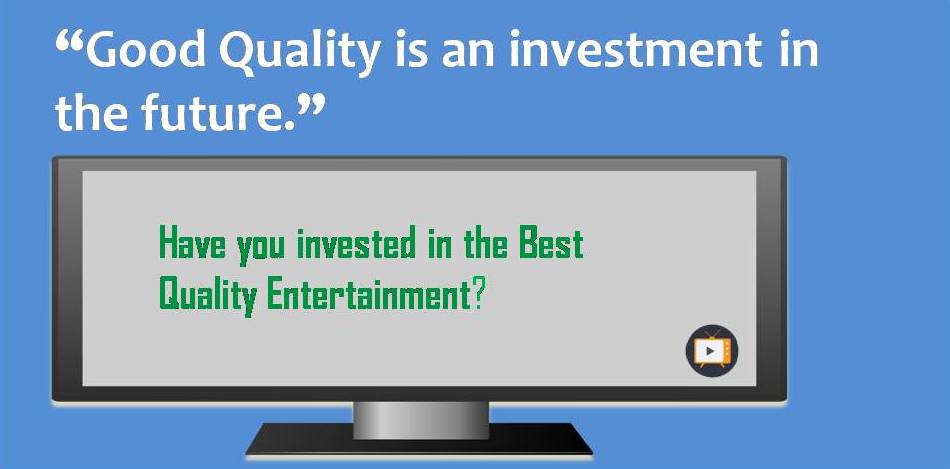 “Good Quality is an investment in
the future.”
Have you invested in the Best
Quality Entertainment?